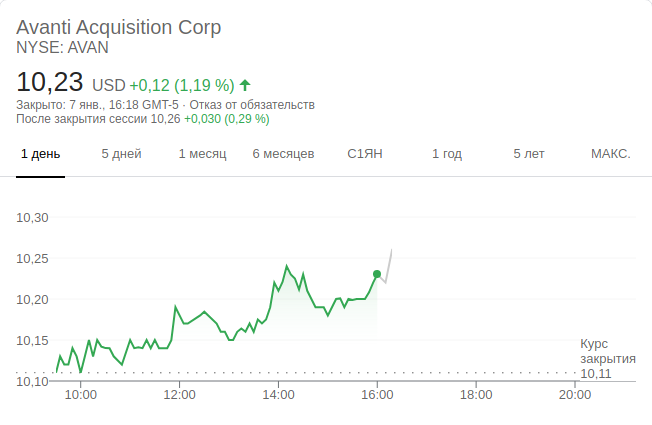 Avanti Acquisition Corp
NYSE: AVAN
10,23 USD +0,12 (1,19 %)
Закрыто: 7 янв., 16:18 GMT-5 · Отказ от обязательств
После закрытия сессии 10,26 +0,030 (0,29 %)
1 день 5 дней 1 месяц 6 месяцев С1ЯН 1 год 5 лет МАКС.
10,30
10,25
10,20
10,15
Курс
закрытия
10,11
10,10
10:00 12:00 14:00 16:00 18:00 20:00